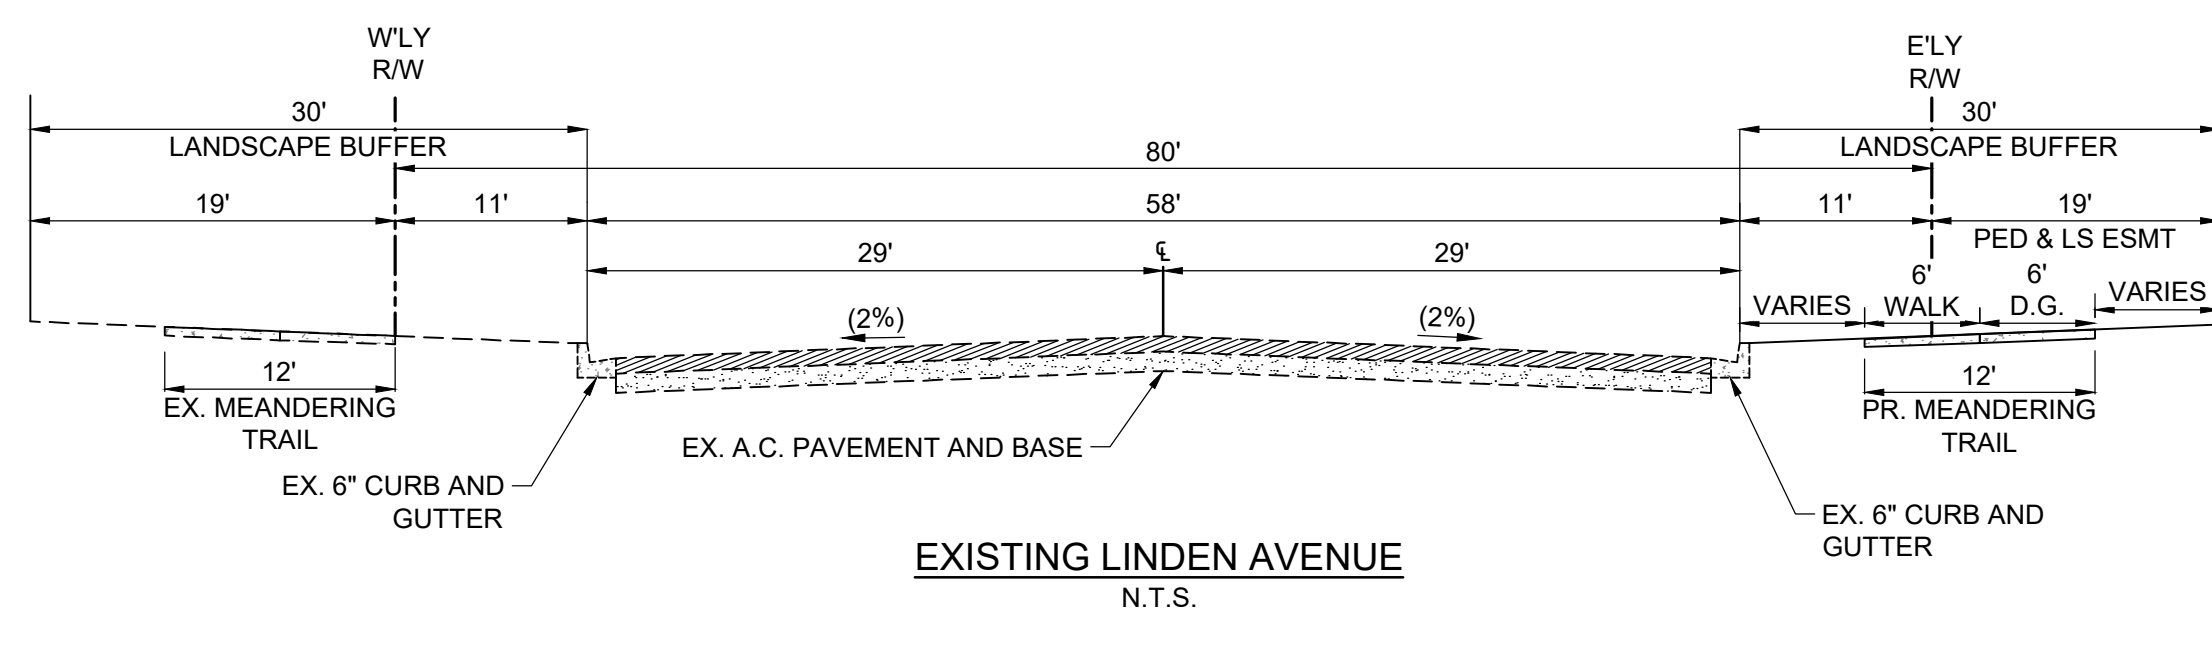 W'LY
R/W
E'LY
R/W
30'
LANDSCAPE BUFFER
30'
LANDSCAPE BUFFER
80'
19'
11'
58'
11'
19'
PED & LS ESMT
29'
℄
29'
(2%)
(2%)
VARIES
6'
WALK
6'
D.G.
VARIES
12'
EX. MEANDERING
TRAIL
12'
PR. MEANDERING
TRAIL
EX. A.C. PAVEMENT AND BASE
EX. 6" CURB AND
GUTTER
EX. 6" CURB AND
GUTTER
EXISTING LINDEN AVENUE
N.T.S.